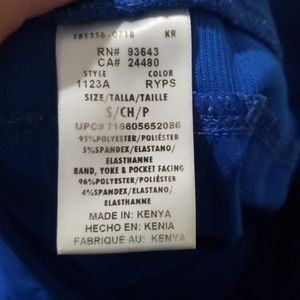 185356-0718 KR
RN# 93643
CA# 24480
STYLE COLOR
1123A RYPS
SIZE/TALLA/TAILLE
S/CH/P
UPC# 716605652086
95%POLYESTER/POLIÉSTER
5%SPANDEX/ELASTANO/
ELASTHANNE
BAND, YOKE & POCKET FACING
96%POLYESTER/POLIÉSTER
4%SPANDEX/ELASTANO/
ELASTHANNE
MADE IN: KENYA
HECHO EN: KENIA
FABRIQUÉ AU: KENYA